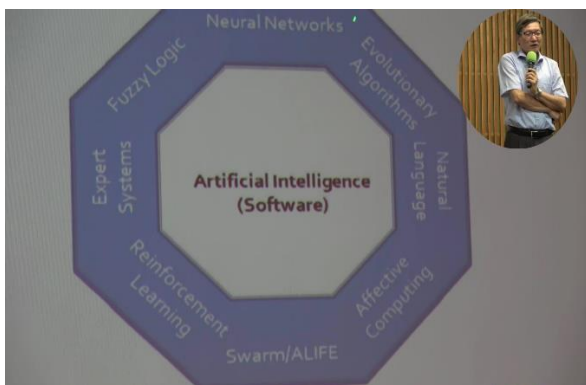 Neural Networks
Evolutionary
Algorithms
Natural
Language
Affective
Computing
Swarm/ALIFE
Reinforcement
Learning
Expert
Systems
Fuzzy Logic
Artificial Intelligence
(Software)